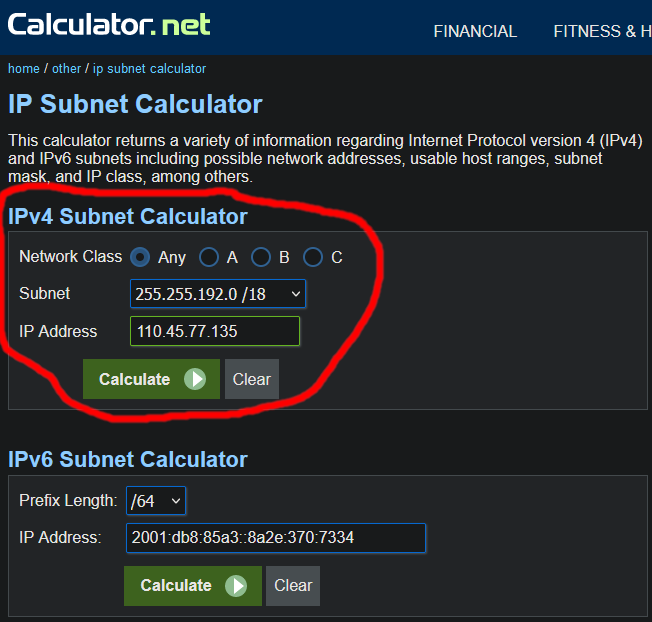 Calculator.net
FINANCIAL FITNESS & H
home / other / ip subnet calculator
IP Subnet Calculator
This calculator returns a variety of information regarding Internet Protocol version 4 (IPv4)
and IPv6 subnets including possible network addresses, usable host ranges, subnet
mask, and IP class, among others.
IPv4 Subnet Calculator
Network Class Any A B C
Subnet 255.255.192.0 /18
IP Address 110.45.77.135
Calculate Clear
IPv6 Subnet Calculator
Prefix Length: /64
IP Address: 2001:db8:85a3::8a2e:370:7334
Calculate Clear